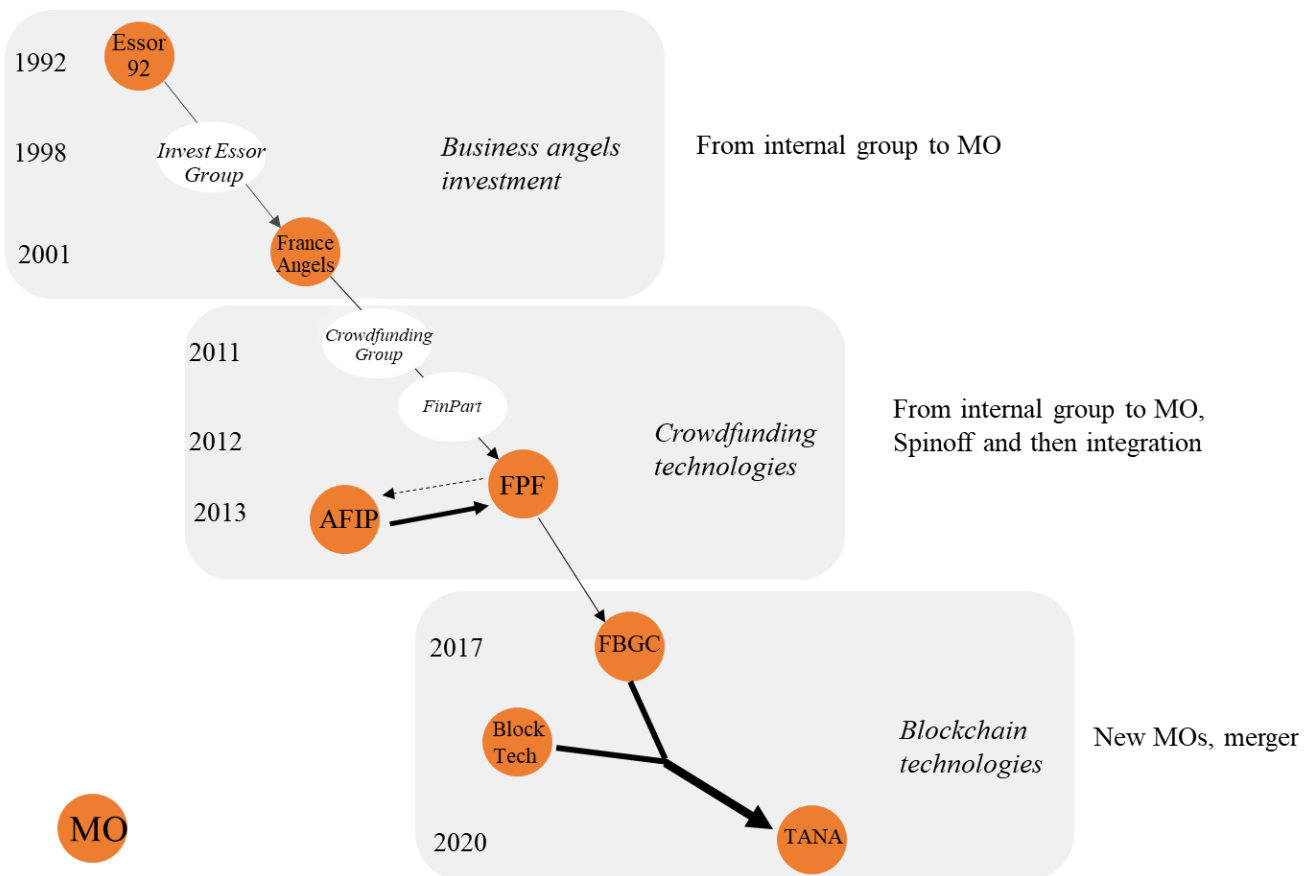 Essor
92
1992
1998
Invest Essor
Group
Business angels
investment
From internal group to MO
2001
France
Angels
2011
Crowdfunding
Group
FinPart
2012
Crowdfunding
technologies
From internal group to MO,
Spinoff and then integration
FPF
2013
AFIP
2017
FBGC
Block
Tech
Blockchain
technologies
New MOs, merger
MO
2020
TANA